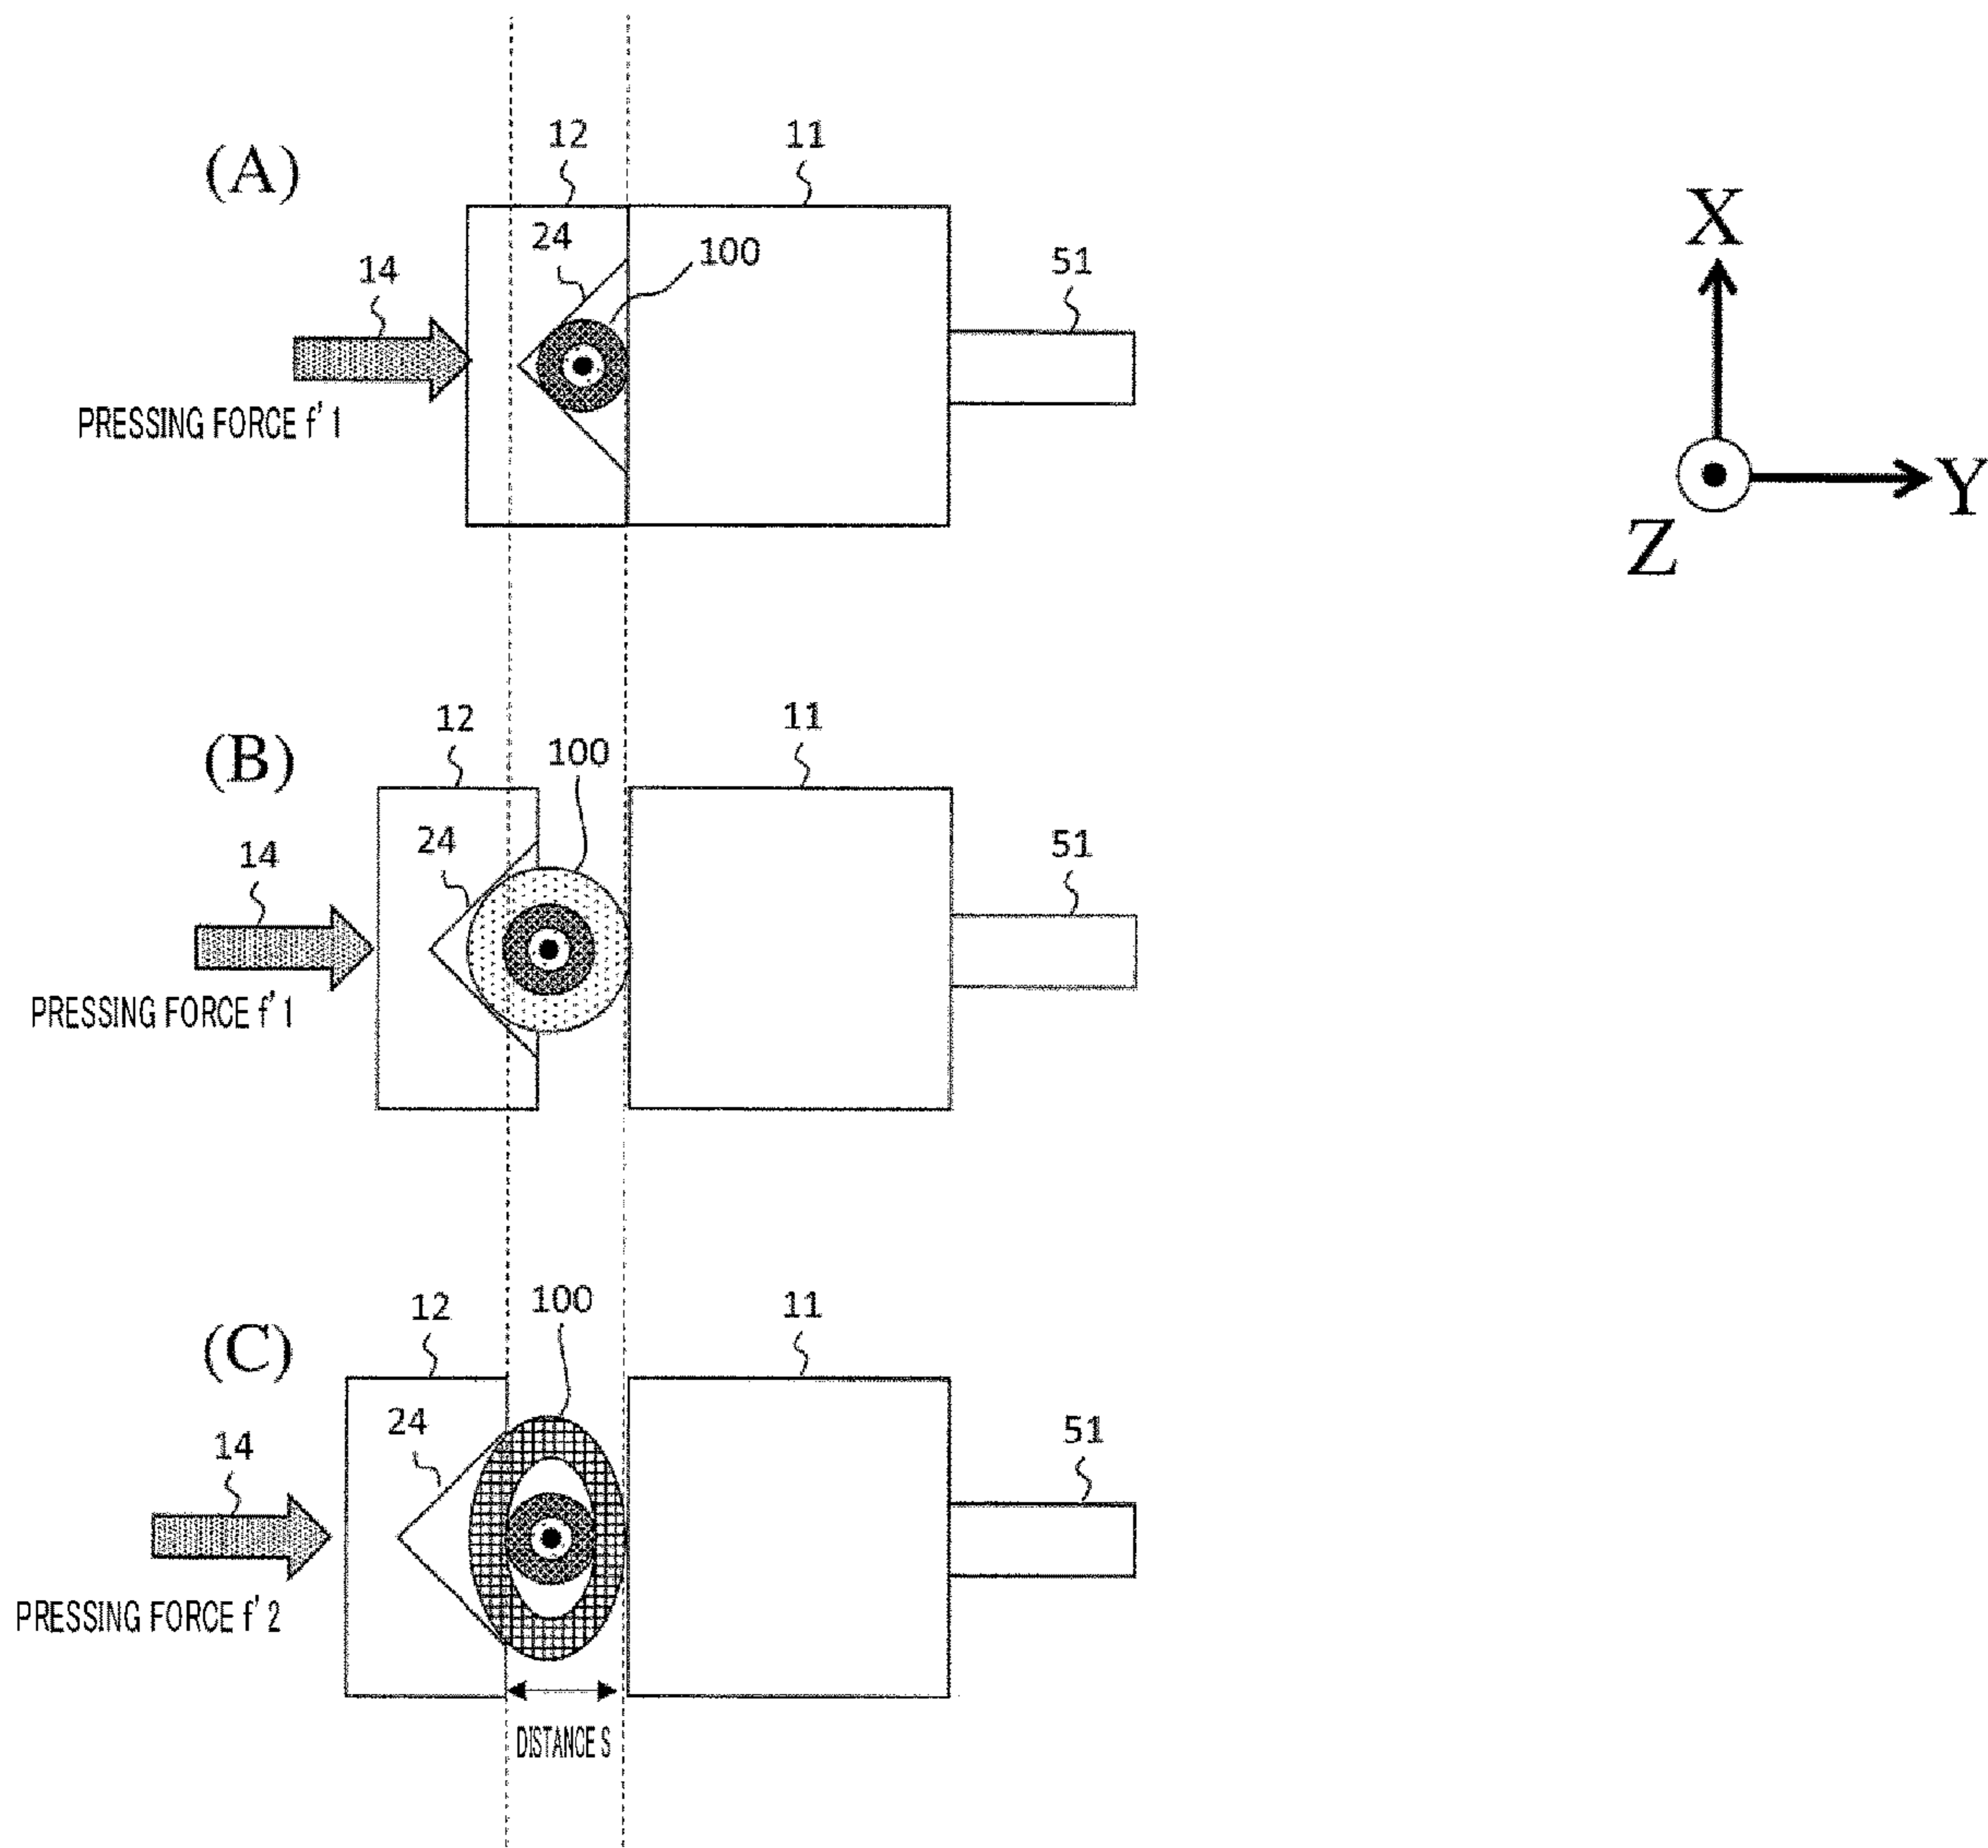 12 11
(A)
24 100
14 51
X
PRESSING FORCE f'1
Y
Z
12 11
(B) 100
24 51
14
PRESSING FORCE f'1
12 100 11
(C)
24 51
14
PRESSING FORCE f'2
DISTANCE S